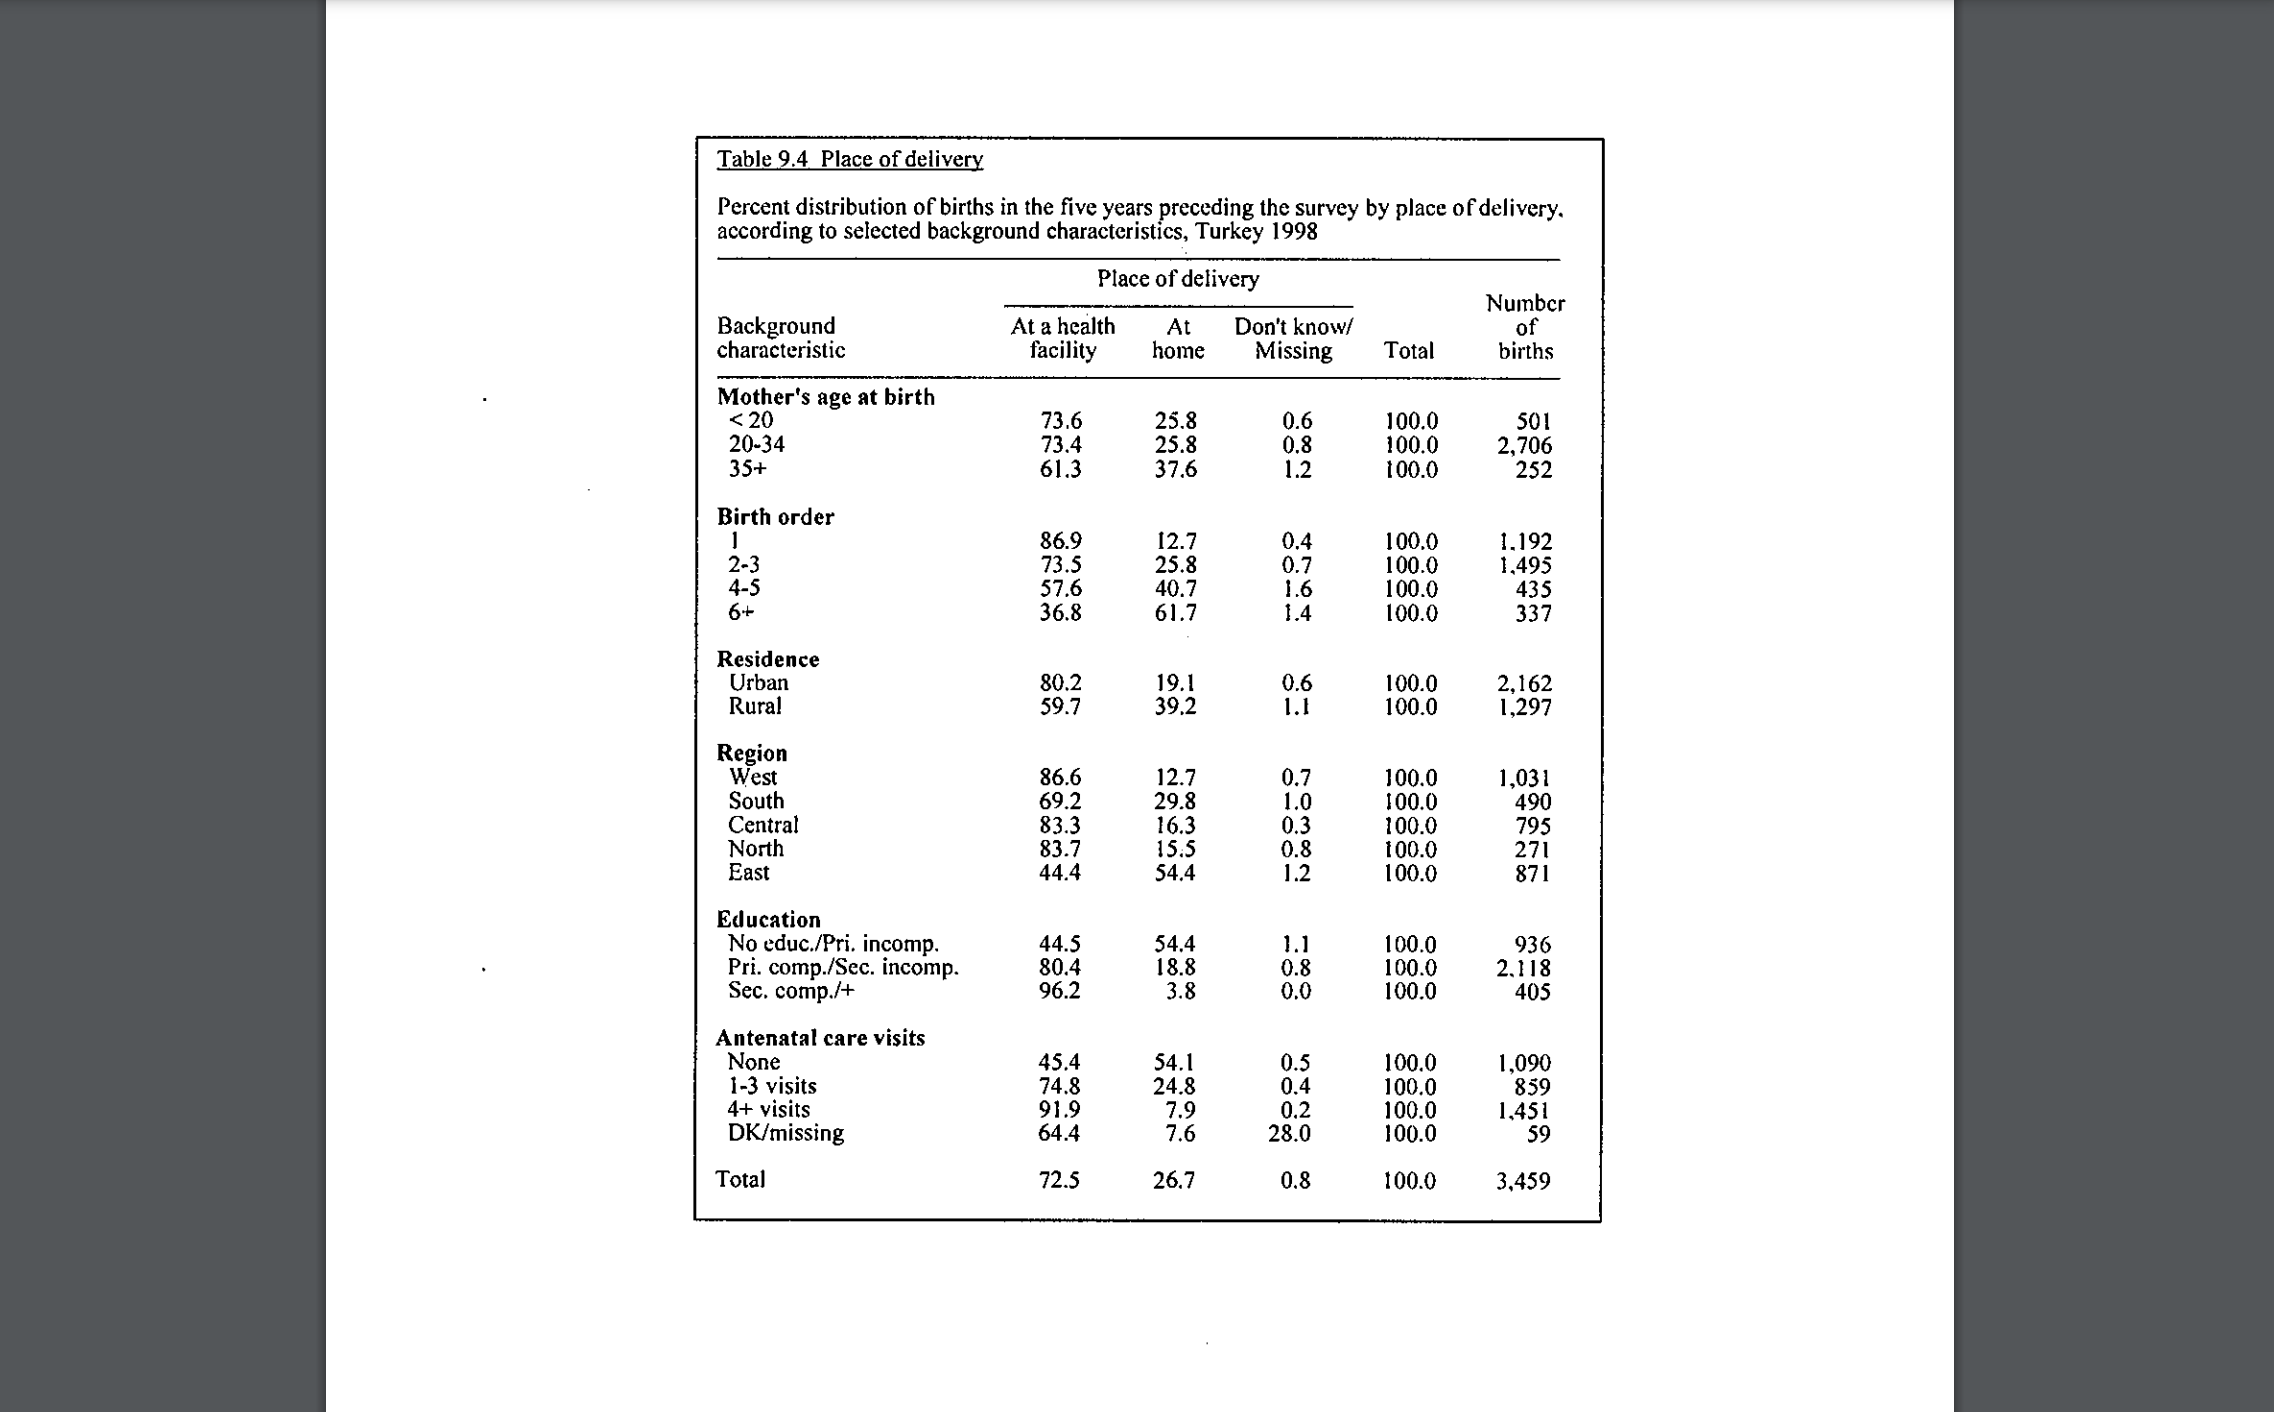 Table 9.4 Place of delivery
Percent distribution of births in the five years preceding the survey by place of delivery,
according to selected background characteristics, Turkey 1998
Place of delivery
Number
Background At a health At Don't know/ of
characteristic facility home Missing Total births
Mother's age at birth
< 20 73.6 25.8 0.6 100.0 501
20-34 73.4 25.8 0.8 100.0 2,706
35+ 61.3 37.6 1.2 100.0 252
Birth order
1 86.9 12.7 0.4 100.0 1,192
2-3 73.5 25.8 0.7 100.0 1,495
4-5 57.6 40.7 1.6 100.0 435
6+ 36.8 61.7 1.4 100.0 337
Residence
Urban 80.2 19.1 0.6 100.0 2,162
Rural 59.7 39.2 1.1 100.0 1,297
Region
West 86.6 12.7 0.7 100.0 1,031
South 69.2 29.8 1.0 100.0 490
Central 83.3 16.3 0.3 100.0 795
North 83.7 15.5 0.8 100.0 271
East 44.4 54.4 1.2 100.0 871
Education
No educ./Pri. incomp. 44.5 54.4 1.1 100.0 936
Pri. comp./Sec. incomp. 80.4 18.8 0.8 100.0 2,118
Sec. comp./+ 96.2 3.8 0.0 100.0 405
Antenatal care visits
None 45.4 54.1 0.5 100.0 1,090
1-3 visits 74.8 24.8 0.4 100.0 859
4+ visits 91.9 7.9 0.2 100.0 1,451
DK/missing 64.4 7.6 28.0 100.0 59
Total 72.5 26.7 0.8 100.0 3,459